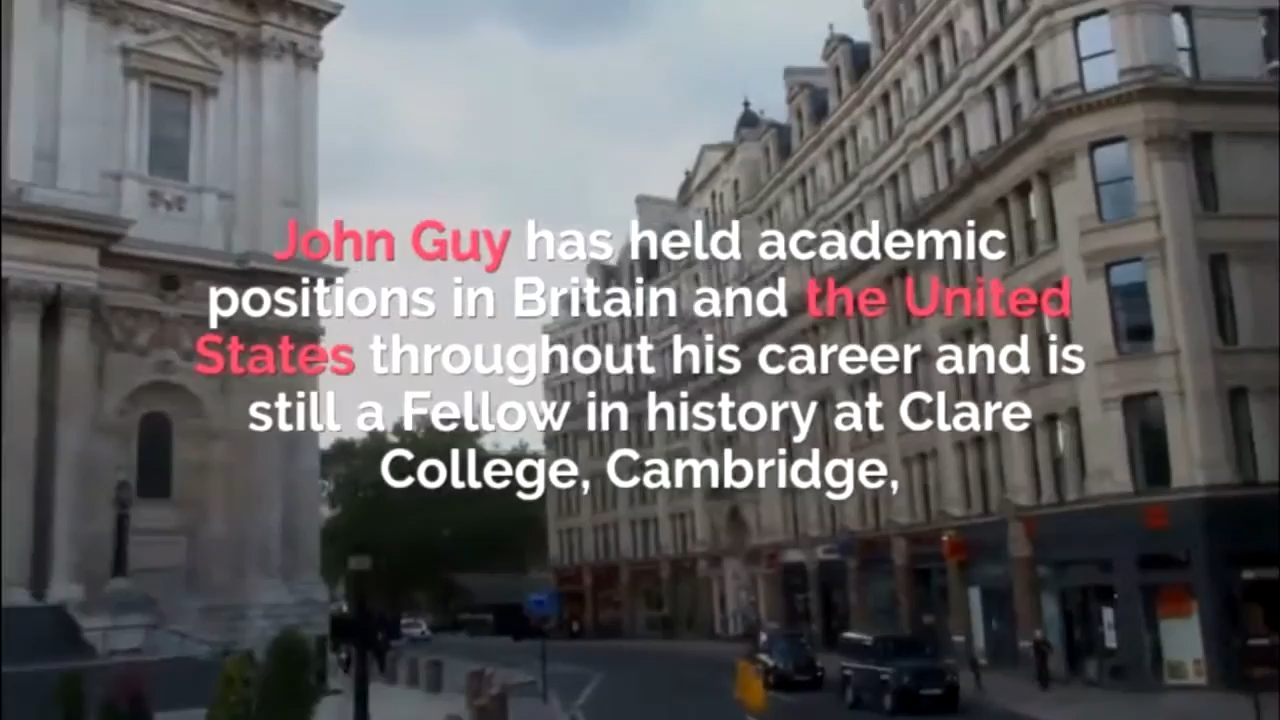 John Guy has held academic
positions in Britain and the United
States throughout his career and is
still a Fellow in history at Clare
College, Cambridge,